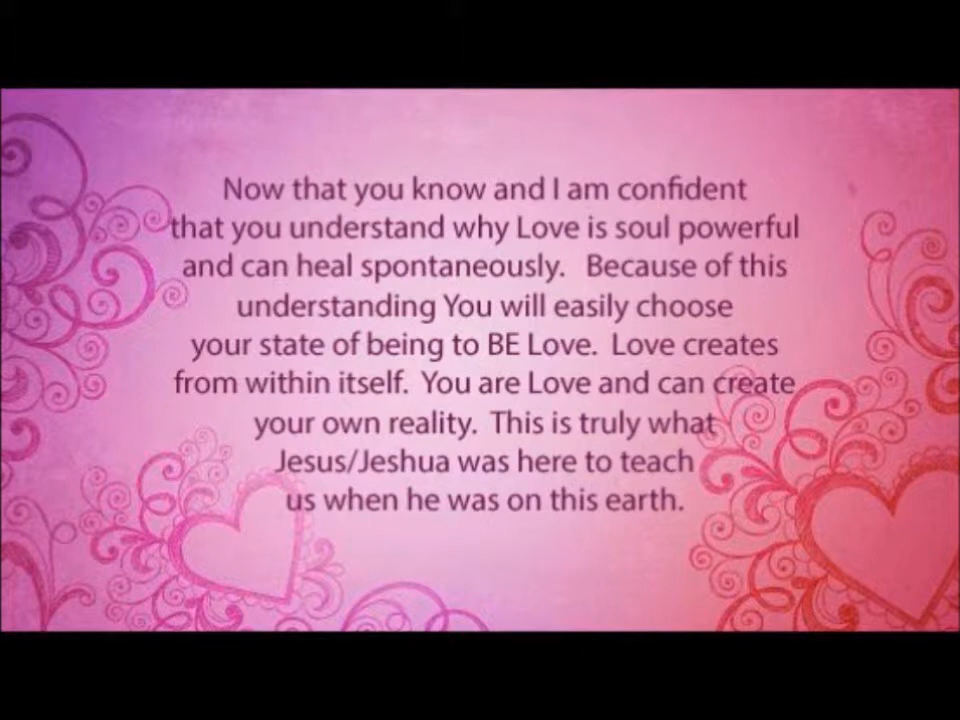 Now that you know and I am confident
that you understand why Love is soul powerful
and can heal spontaneously.   Because of this
understanding You will easily choose
your state of being to BE Love.  Love creates
from within itself.  You are Love and can create
your own reality.  This is truly what
Jesus/Jeshua was here to teach
us when he was on this earth.